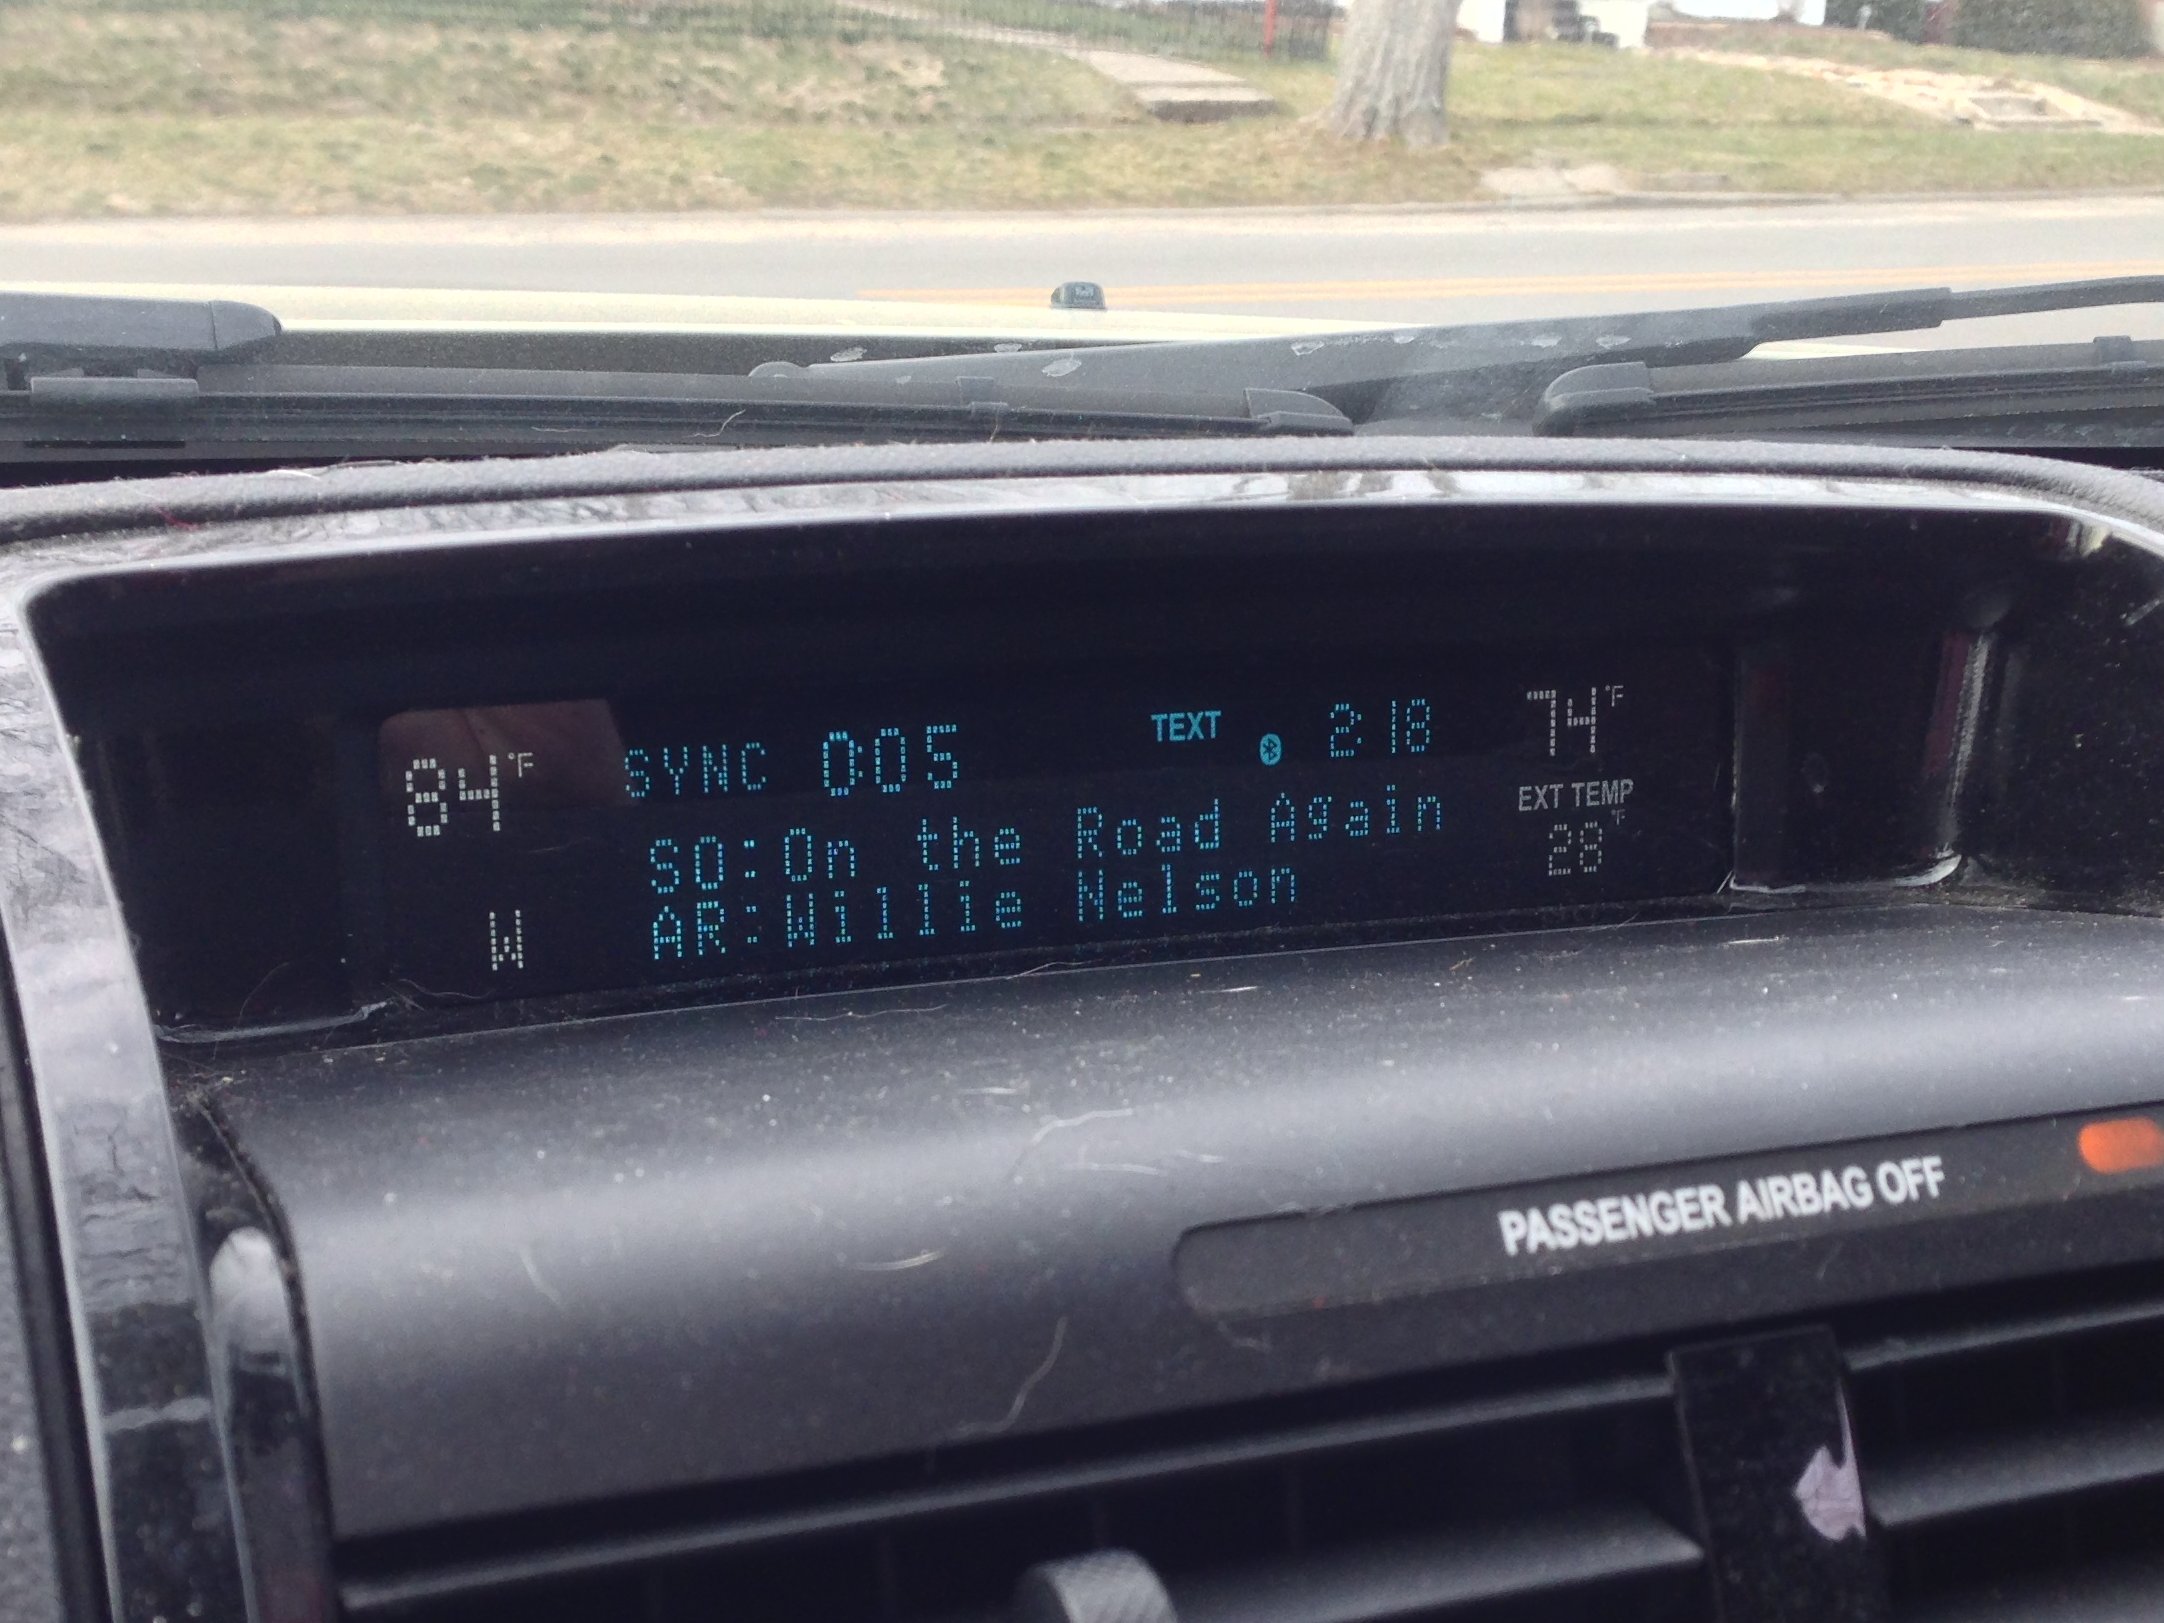 84°F
SYNC 0:05 TEXT 2:18
74°F
SO:On the Road Again
EXT TEMP
28°F
AR:Willie Nelson
W
PASSENGER AIRBAG OFF